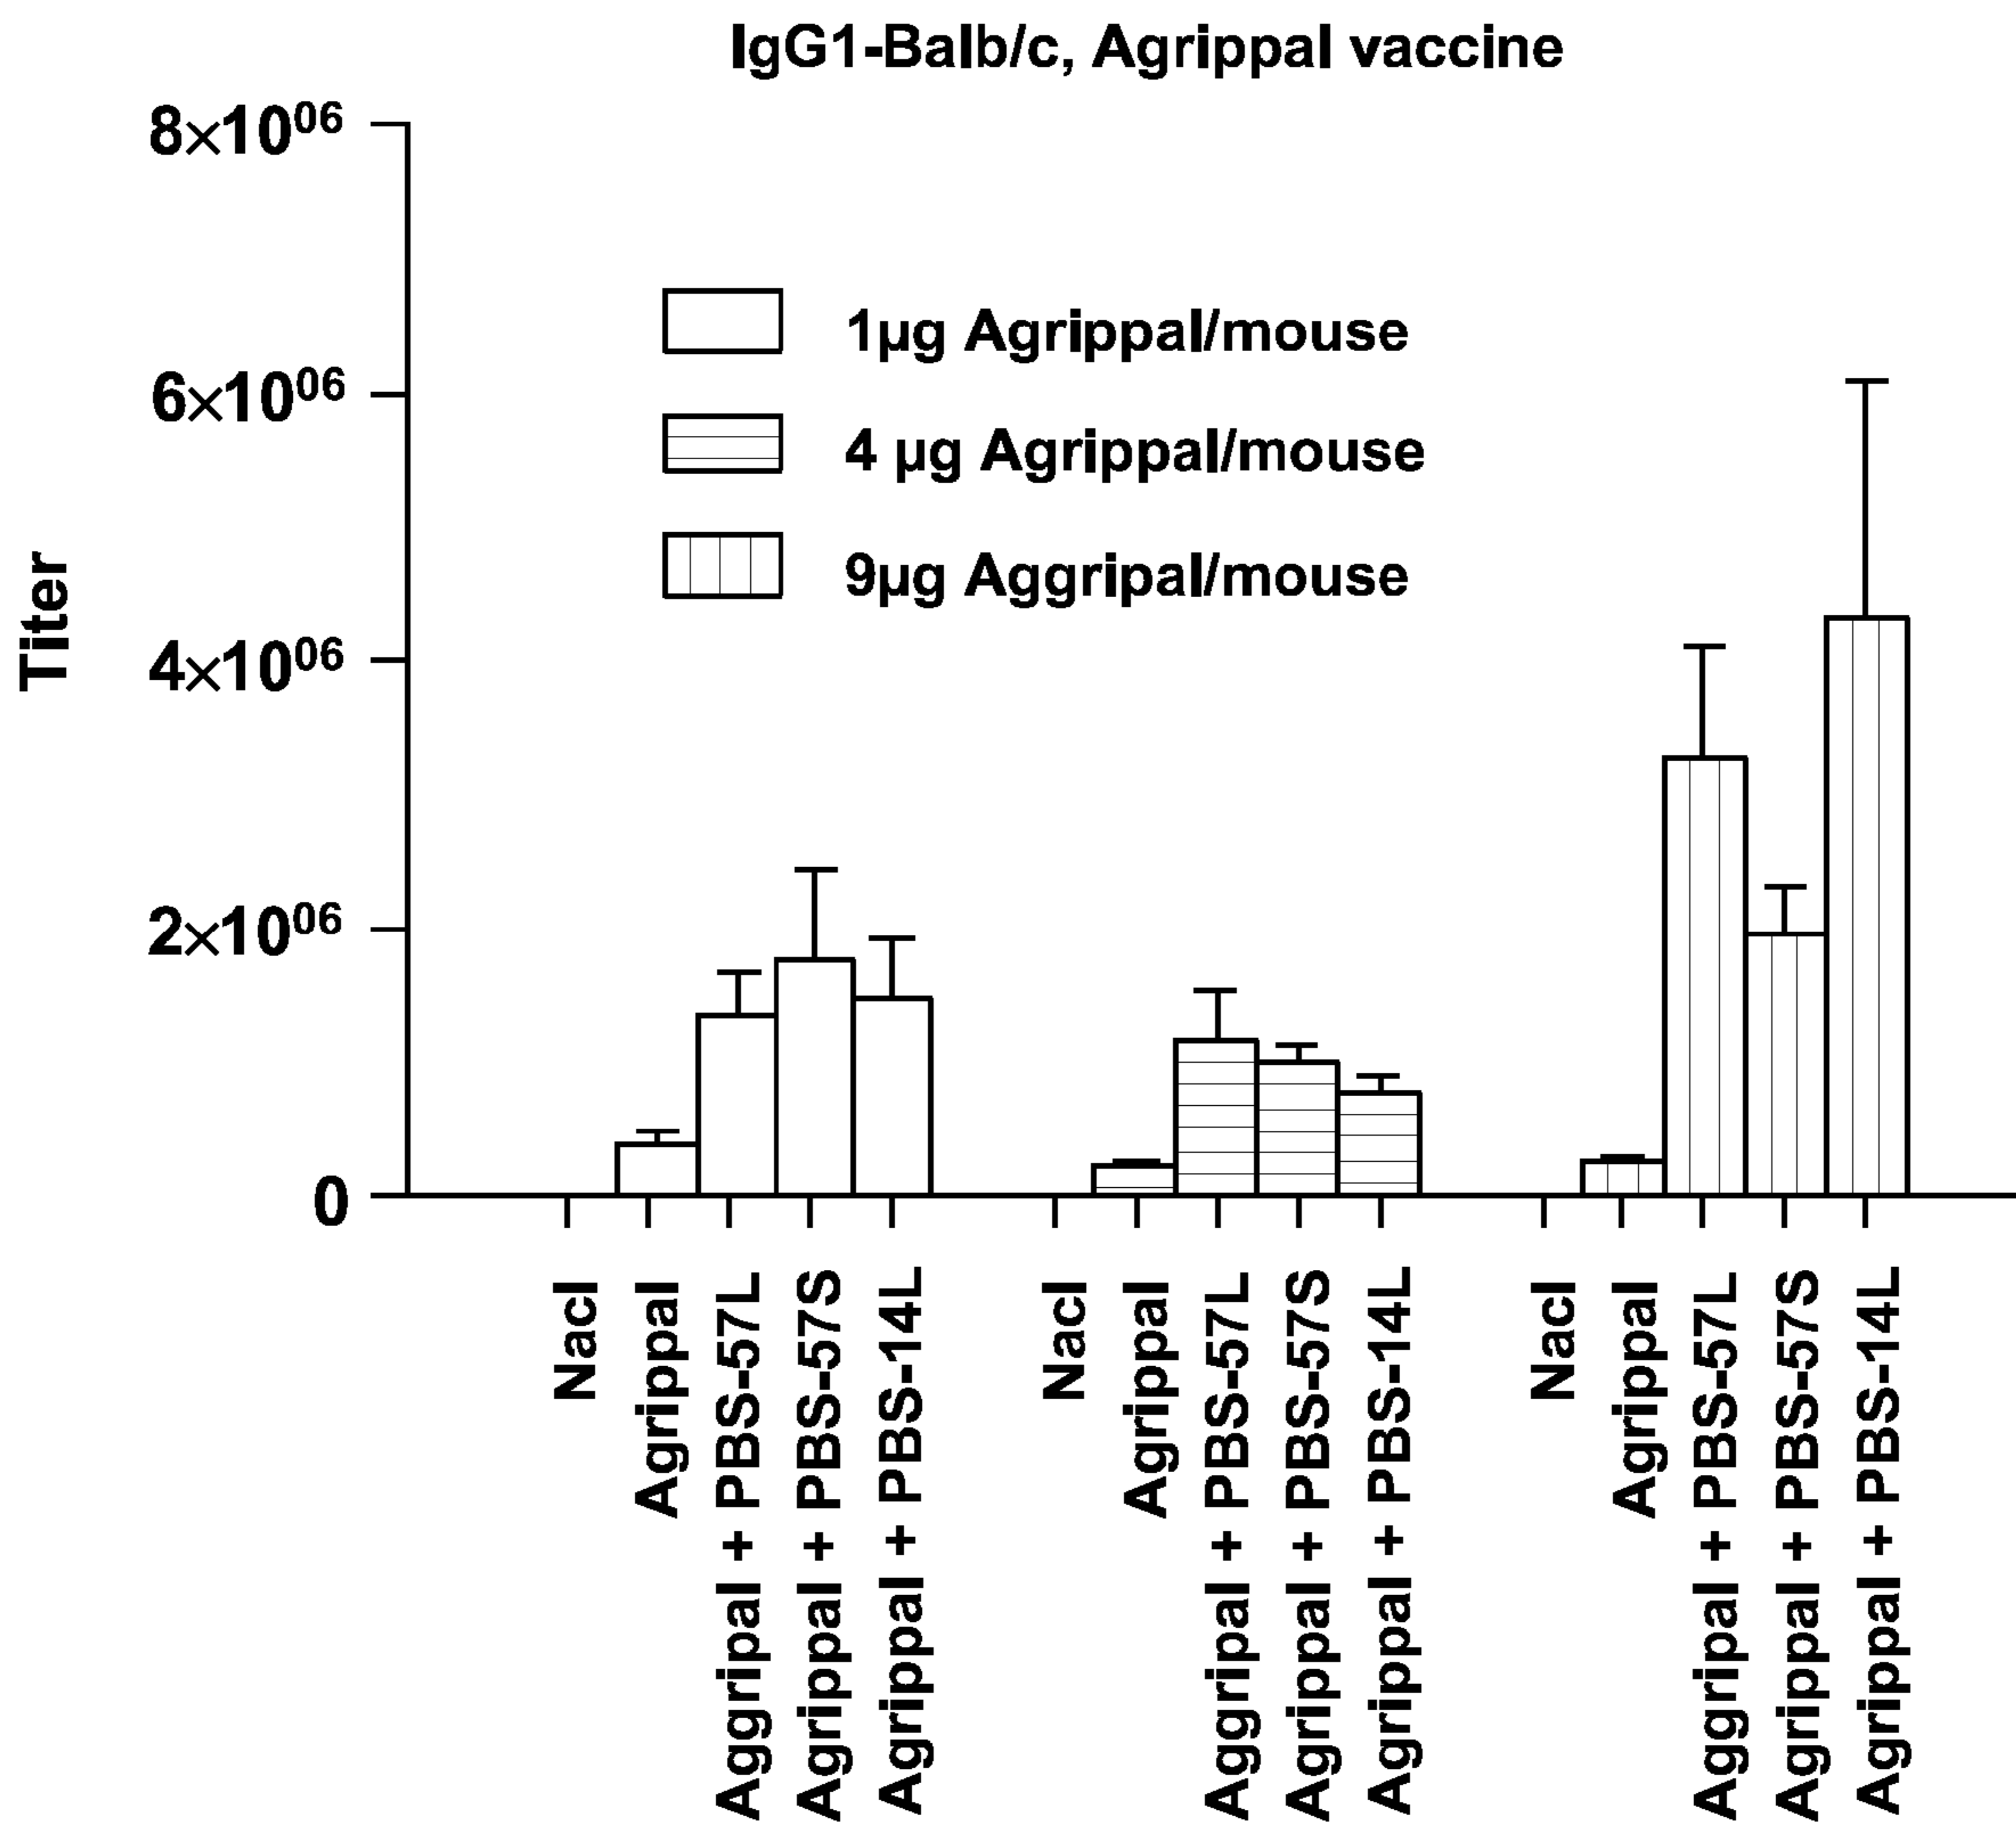 IgG1-Balb/c, Agrippal vaccine
8×10⁰⁶
6×10⁰⁶
4×10⁰⁶
2×10⁰⁶
0
Titer
1µg Agrippal/mouse
4 µg Agrippal/mouse
9µg Aggripal/mouse
Nacl
Agrippal
Aggripal + PBS-57L
Agrippal + PBS-57S
Agrippal + PBS-14L
Nacl
Agrippal
Aggripal + PBS-57L
Agrippal + PBS-57S
Agrippal + PBS-14L
Nacl
Agrippal
Aggripal + PBS-57L
Agrippal + PBS-57S
Agrippal + PBS-14L